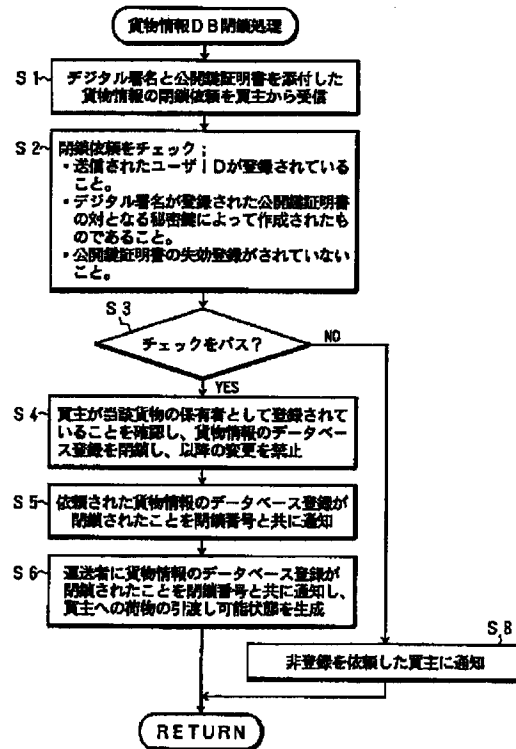 貨物情報DB閉鎖処理
S1
デジタル署名と公開鍵証明書を添付した
貨物情報の閉鎖依頼を買主から受信
S2
閉鎖依頼をチェック;
・送信されたユーザIDが登録されている
こと。
・デジタル署名が登録された公開鍵証明書
の対となる秘密鍵によって作成されたも
のであること。
・公開鍵証明書の失効登録がされていない
こと。
S3
チェックをパス?
NO
YES
S4
買主が当該貨物の保有者として登録されて
いることを確認し、貨物情報のデータベー
ス登録を閉鎖し、以降の変更を禁止
S5
依頼された貨物情報のデータベース登録が
閉鎖されたことを閉鎖番号と共に通知
S6
運送者に貨物情報のデータベース登録が
閉鎖されたことを閉鎖番号と共に通知し、
買主への荷物の引渡し可能状態を生成
S8
非登録を依頼した買主に通知
RETURN